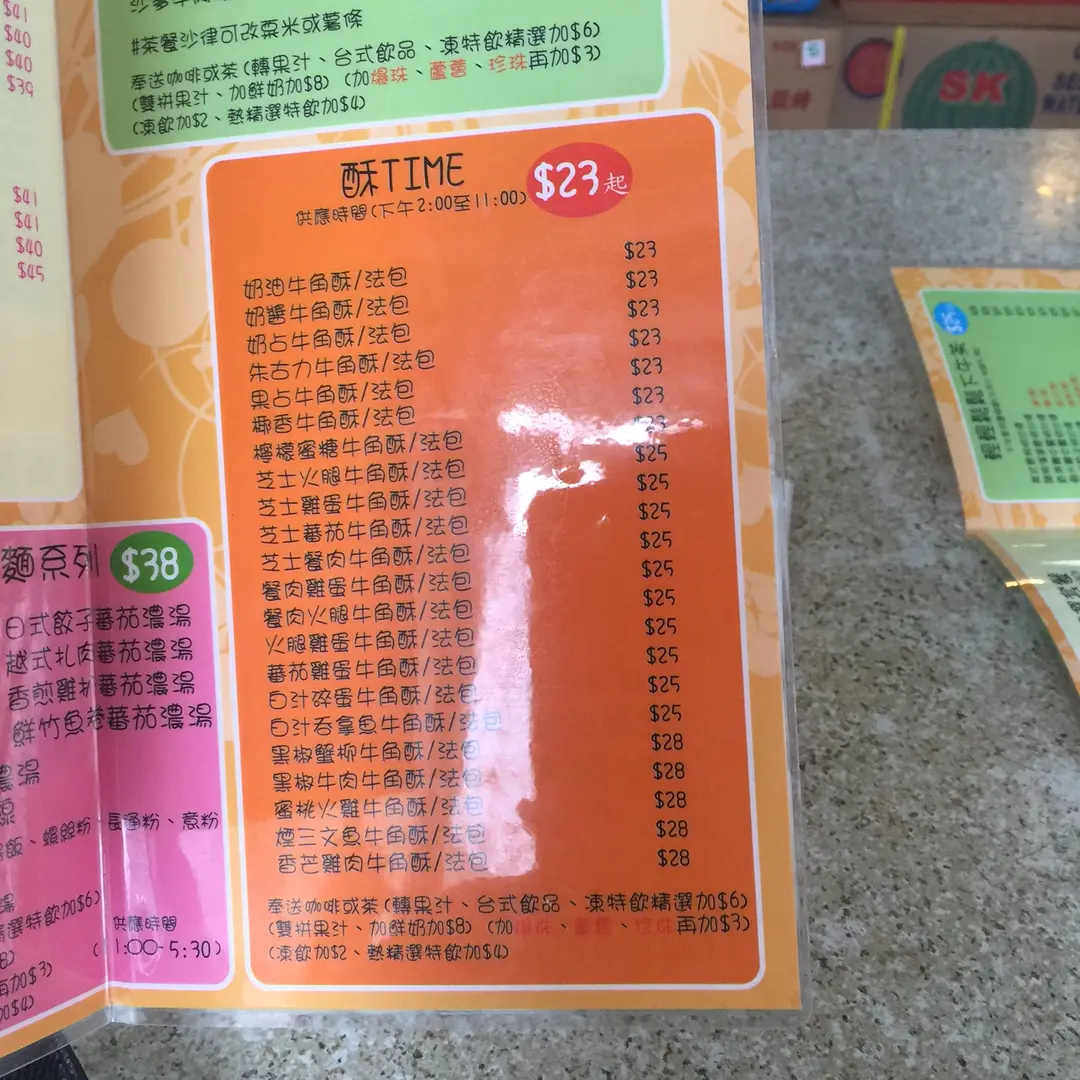 $41
$40
$40
$39
$41
$41
$40
$45
#茶餐沙律可改粟米或薯條
奉送咖啡或茶(轉果汁、台式飲品、凍特飲精選加$6)
(雙拼果汁、加鮮奶加$8) (加爆珠、蘆薈、珍珠再加$3)
(凍飲加$2、熱精選特飲加$4)
酥TIME
$23起
供應時間(下午2:00至11:00)
奶油牛角酥/法包 $23
奶醬牛角酥/法包 $23
奶占牛角酥/法包 $23
朱古力牛角酥/法包 $23
果占牛角酥/法包 $23
椰香牛角酥/法包 $23
檸檬蜜糖牛角酥/法包 $23
芝士火腿牛角酥/法包 $25
芝士雞蛋牛角酥/法包 $25
芝士蕃茄牛角酥/法包 $25
芝士餐肉牛角酥/法包 $25
餐肉雞蛋牛角酥/法包 $25
餐肉火腿牛角酥/法包 $25
火腿雞蛋牛角酥/法包 $25
蕃茄雞蛋牛角酥/法包 $25
白汁碎蛋牛角酥/法包 $25
白汁吞拿魚牛角酥/法包 $25
黑椒蟹柳牛角酥/法包 $28
黑椒牛肉牛角酥/法包 $28
蜜桃火雞牛角酥/法包 $28
煙三文魚牛角酥/法包 $28
香芒雞肉牛角酥/法包 $28
奉送咖啡或茶(轉果汁、台式飲品、凍特飲精選加$6)
(雙拼果汁、加鮮奶加$8) (加爆珠、蘆薈、珍珠再加$3)
(凍飲加$2、熱精選特飲加$4)
麵系列 $38
日式餃子蕃茄濃湯
越式扎肉蕃茄濃湯
香煎雞扒蕃茄濃湯
鮮竹魚卷蕃茄濃湯
濃湯
飯、螺絲粉、長通粉、意粉
湯
精選特飲加$6)
8)
再加$3)
加$4)
供應時間
(11:00-5:30)
SK